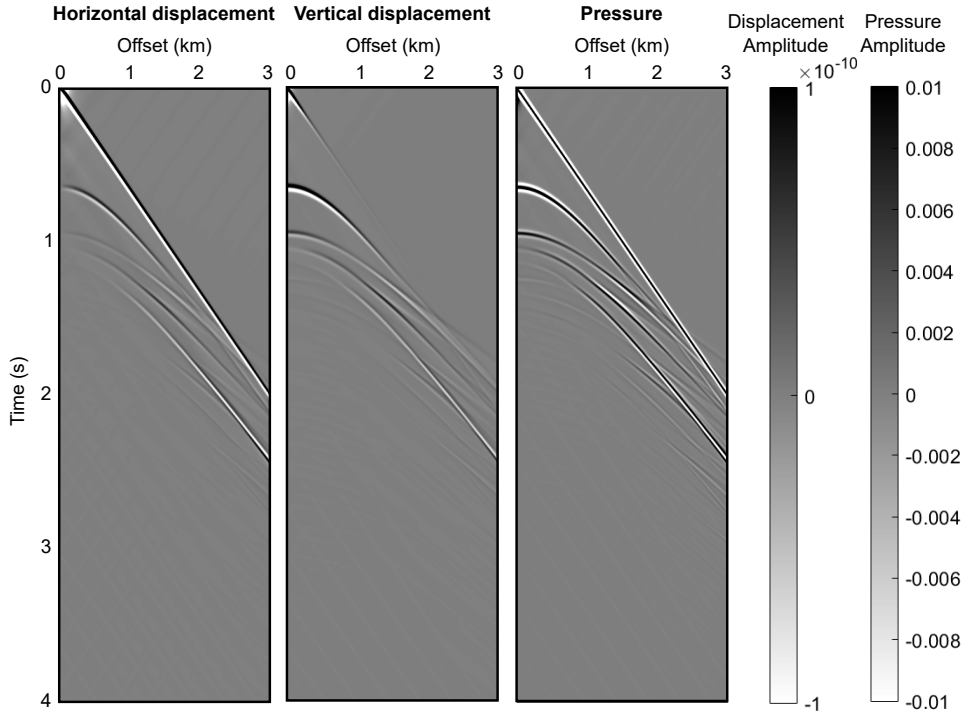 Horizontal displacement
Vertical displacement
Pressure
Displacement
Amplitude
Pressure
Amplitude
Offset (km)
Offset (km)
Offset (km)
×10⁻¹⁰
0 1 2 3
0 1 2 3
0 1 2 3
Time (s)
0
1
2
3
4
1
0
-1
0.01
0.008
0.006
0.004
0.002
0
-0.002
-0.004
-0.006
-0.008
-0.01